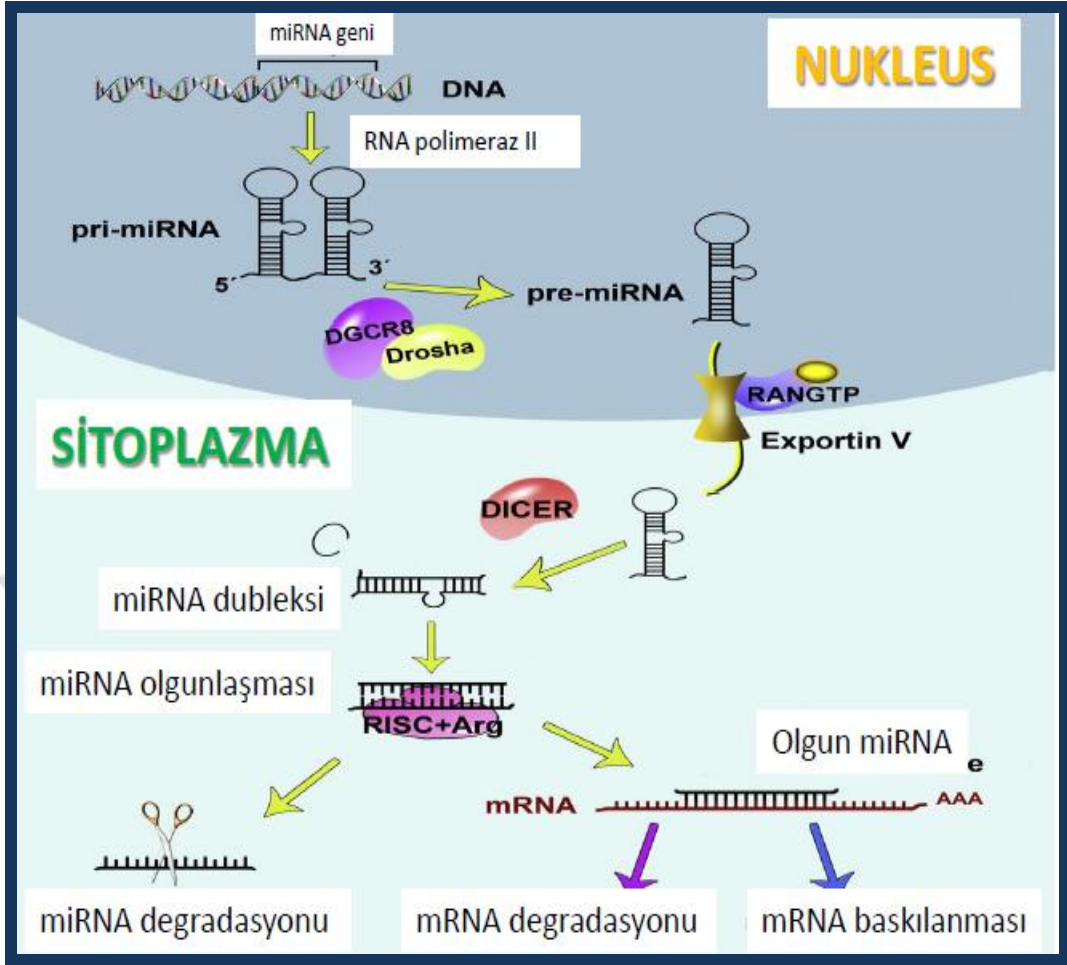 miRNA geni
NUKLEUS
DNA
RNA polimeraz II
pri-miRNA
5´
3´
pre-miRNA
DGCR8
Drosha
RANGTP
Exportin V
SİTOPLAZMA
DICER
miRNA dubleksi
miRNA olgunlaşması
RISC+Arg
Olgun miRNA
e
mRNA
AAA
miRNA degradasyonu
mRNA degradasyonu
mRNA baskılanması